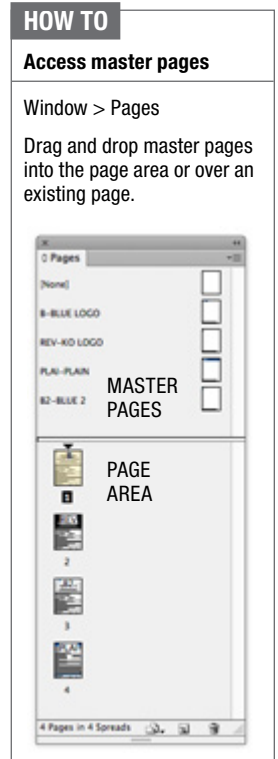 HOW TO
Access master pages
Window > Pages
Drag and drop master pages
into the page area or over an
existing page.
Pages
[None]
B-BLUE LOGO
REV-KO LOGO
PLAI-PLAIN
B2-BLUE 2
MASTER
PAGES
PAGE
AREA
1
2
3
4
4 Pages in 4 Spreads